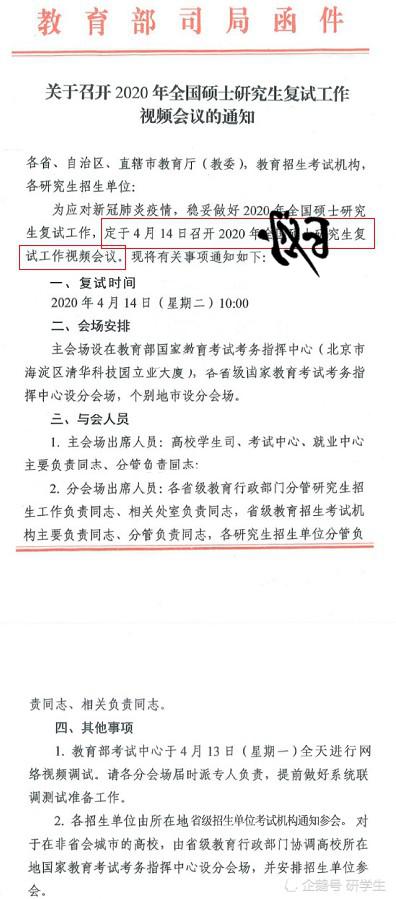 教育部司局函件
关于召开2020年全国硕士研究生复试工作
视频会议的通知
各省、自治区、直辖市教育厅（教委），教育招生考试机构，
各研究生招生单位：
为应对新冠肺炎疫情，稳妥做好2020年全国硕士研究
生复试工作，定于4月14日召开2020年全 研究生复
试工作视频会议。现将有关事项通知如下：
一、复试时间
2020年4月14日（星期二）10:00
二、会场安排
主会场设在教育部国家教育考试考务指挥中心（北京市
海淀区清华科技园立业大厦），各省级国家教育考试考务指
挥中心设分会场，个别地市设分会场。
三、与会人员
1. 主会场出席人员：高校学生司、考试中心、就业中心
主要负责同志、分管负责同志；
2. 分会场出席人员：各省级教育行政部门分管研究生招
生工作负责同志、相关处室负责同志，省级教育招生考试机
构主要负责同志、分管负责同志，各研究生招生单位分管负
责同志、相关负责同志。
四、其他事项
1. 教育部考试中心于4月13日（星期一）全天进行网
络视频调试。请各分会场届时派专人负责，提前做好系统联
调测试准备工作。
2. 各招生单位由所在地省级招生单位考试机构通知参会。对
于在非省会城市的高校，由省级教育行政部门协调高校所在
地国家教育考试考务指挥中心设分会场，并安排招生单位参
会。
企鹅号 研学生